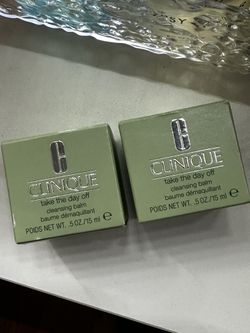 CLINIQUE
take the day off
cleansing balm
baume démaquillant
POIDS NET WT. .5 OZ./15 ml e
CLINIQUE
take the day off
cleansing balm
baume démaquillant
POIDS NET WT. .5 OZ./15 ml e